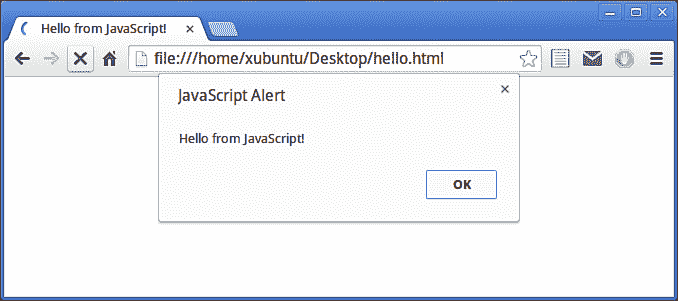 Hello from JavaScript!
file:///home/xubuntu/Desktop/hello.html
JavaScript Alert
Hello from JavaScript!
OK